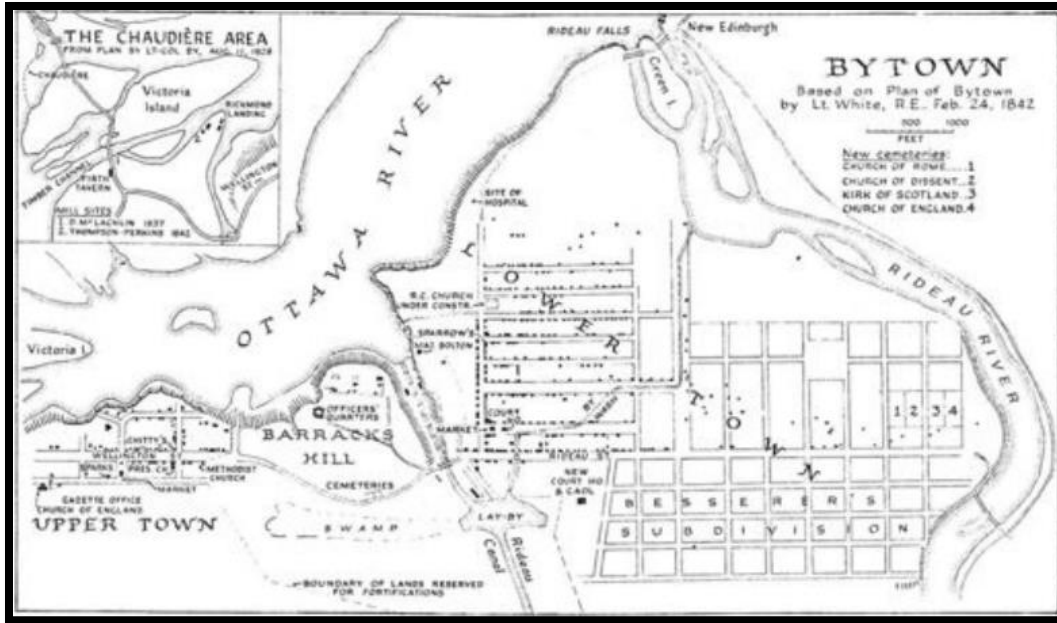 THE CHAUDIÈRE AREA
FROM PLAN BY LT-COL BY, AUG. 11, 1828
CHAUDIÈRE
Victoria
Island
RICHMOND
LANDING
WELLINGTON
ST
TIMBER CHANNEL
FIRTH
TAVERN
MILL SITES
1. D. McLACHLIN 1837
2. THOMPSON-PERKINS 1842
OTTAWA RIVER
RIDEAU FALLS
New Edinburgh
Green I.
BYTOWN
Based on Plan of Bytown
by Lt. White, R.E. Feb. 24, 1842
500 1000
FEET
New cemeteries:
CHURCH OF ROME....1
CHURCH OF DISSENT...2
KIRK OF SCOTLAND 3
CHURCH OF ENGLAND.4
SITE OF
HOSPITAL
RIDEAU RIVER
LOWER TOWN
R.C. CHURCH
UNDER CONSTR.
SPARROW'S
MAJ. BOLTON
Victoria I.
OFFICERS'
QUARTERS
BARRACKS
HILL
CEMETERIES
COURT
MARKET
BY
RIDEAU ST.
NEW
COURT HO.
& GAOL
1 2 3 4
CHITTY'S
WELLINGTON
SPARKS
PRES. CH.
METHODIST
CHURCH
MARKET
GAZETTE OFFICE
CHURCH OF ENGLAND
UPPER TOWN
SWAMP
LAY-BY
Rideau
Canal
BESSERER'S
SUBDIVISION
BOUNDARY OF LANDS RESERVED
FOR FORTIFICATIONS